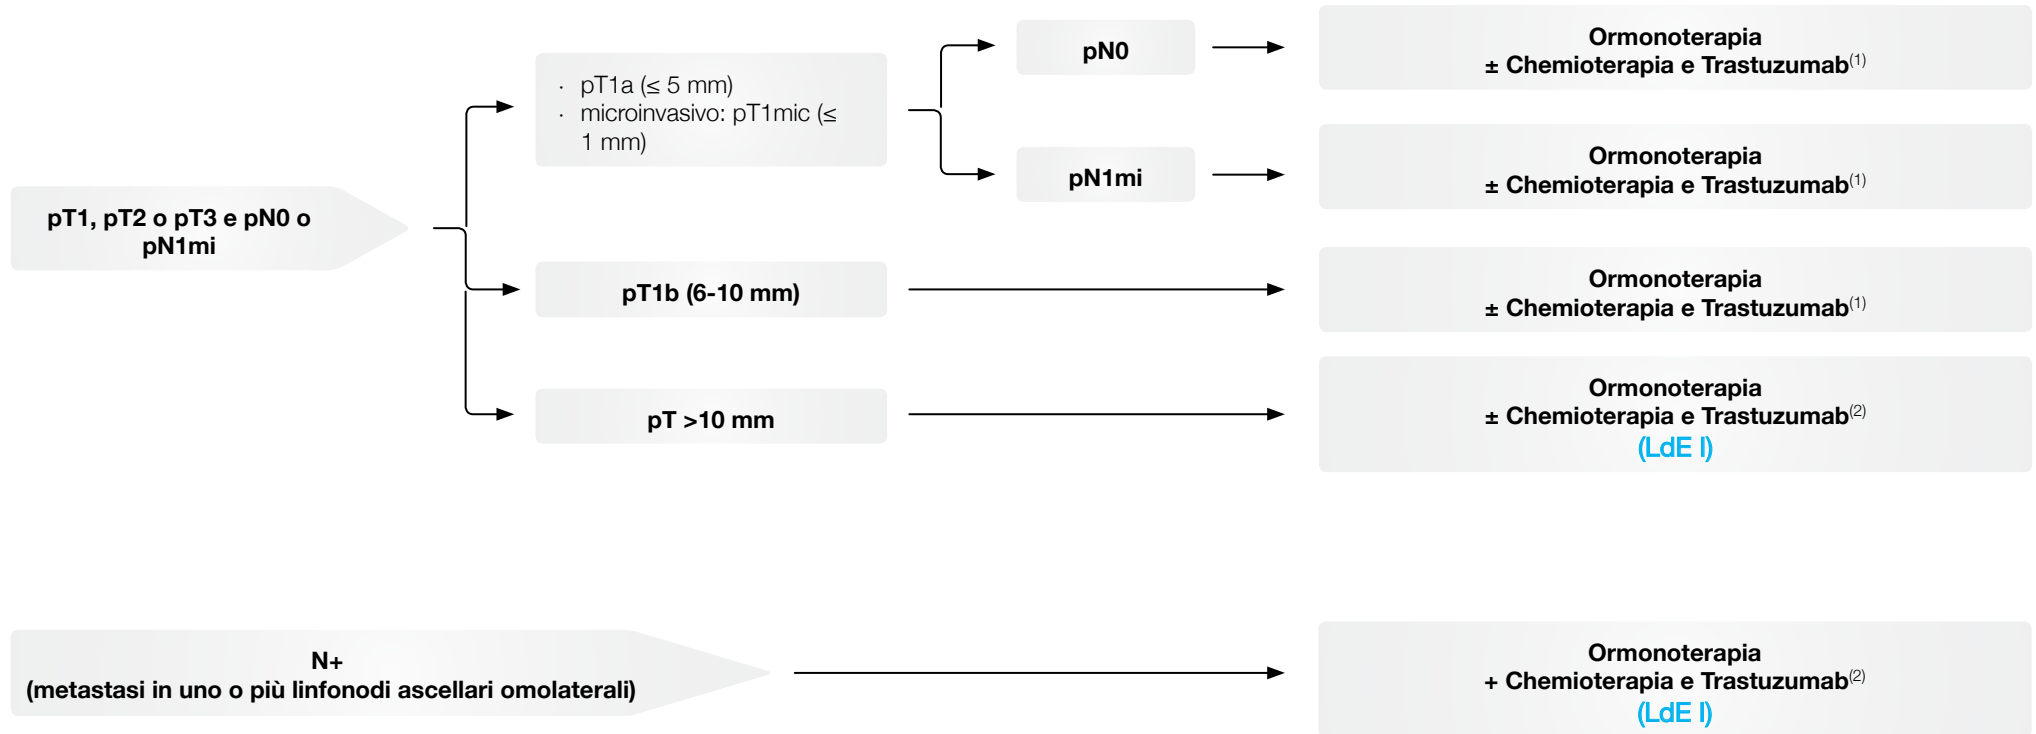 pT1, pT2 o pT3 e pN0 o
pN1mi
· pT1a (≤ 5 mm)
· microinvasivo: pT1mic (≤
1 mm)
pN0
Ormonoterapia
± Chemioterapia e Trastuzumab(1)
pN1mi
Ormonoterapia
± Chemioterapia e Trastuzumab(1)
pT1b (6-10 mm)
Ormonoterapia
± Chemioterapia e Trastuzumab(1)
pT >10 mm
Ormonoterapia
± Chemioterapia e Trastuzumab(2)
(LdE I)
N+
(metastasi in uno o più linfonodi ascellari omolaterali)
Ormonoterapia
+ Chemioterapia e Trastuzumab(2)
(LdE I)